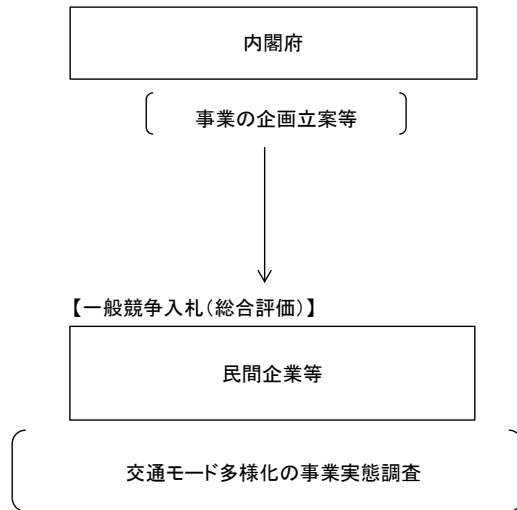 内閣府
事業の企画立案等
【一般競争入札(総合評価)】
民間企業等
交通モード多様化の事業実態調査